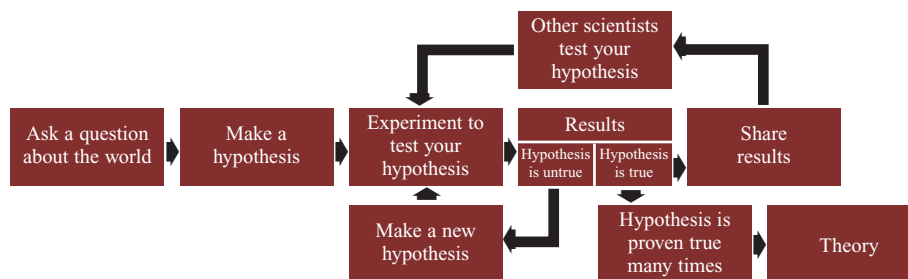 Other scientists
test your
hypothesis
Ask a question
about the world
Make a
hypothesis
Experiment to
test your
hypothesis
Results
Hypothesis
is untrue
Hypothesis
is true
Share
results
Make a new
hypothesis
Hypothesis is
proven true
many times
Theory